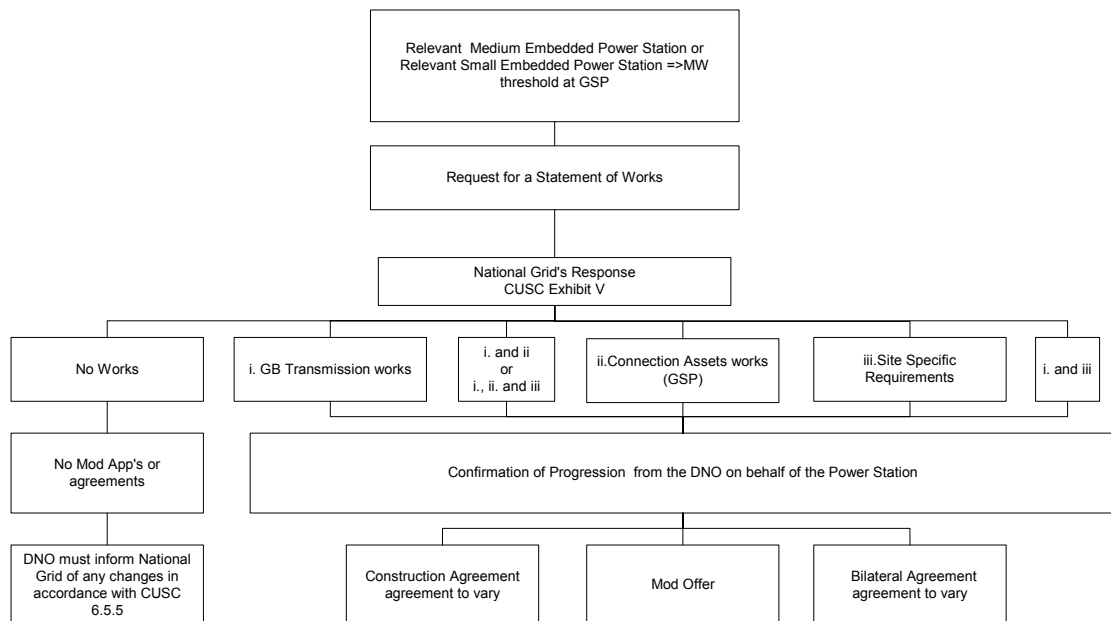 Relevant Medium Embedded Power Station or
Relevant Small Embedded Power Station =>MW
threshold at GSP
Request for a Statement of Works
National Grid's Response
CUSC Exhibit V
No Works
i. GB Transmission works
i. and ii
or
i., ii. and iii
ii.Connection Assets works
(GSP)
iii.Site Specific
Requirements
i. and iii
No Mod App's or
agreements
Confirmation of Progression from the DNO on behalf of the Power Station
DNO must inform National
Grid of any changes in
accordance with CUSC
6.5.5
Construction Agreement
agreement to vary
Mod Offer
Bilateral Agreement
agreement to vary